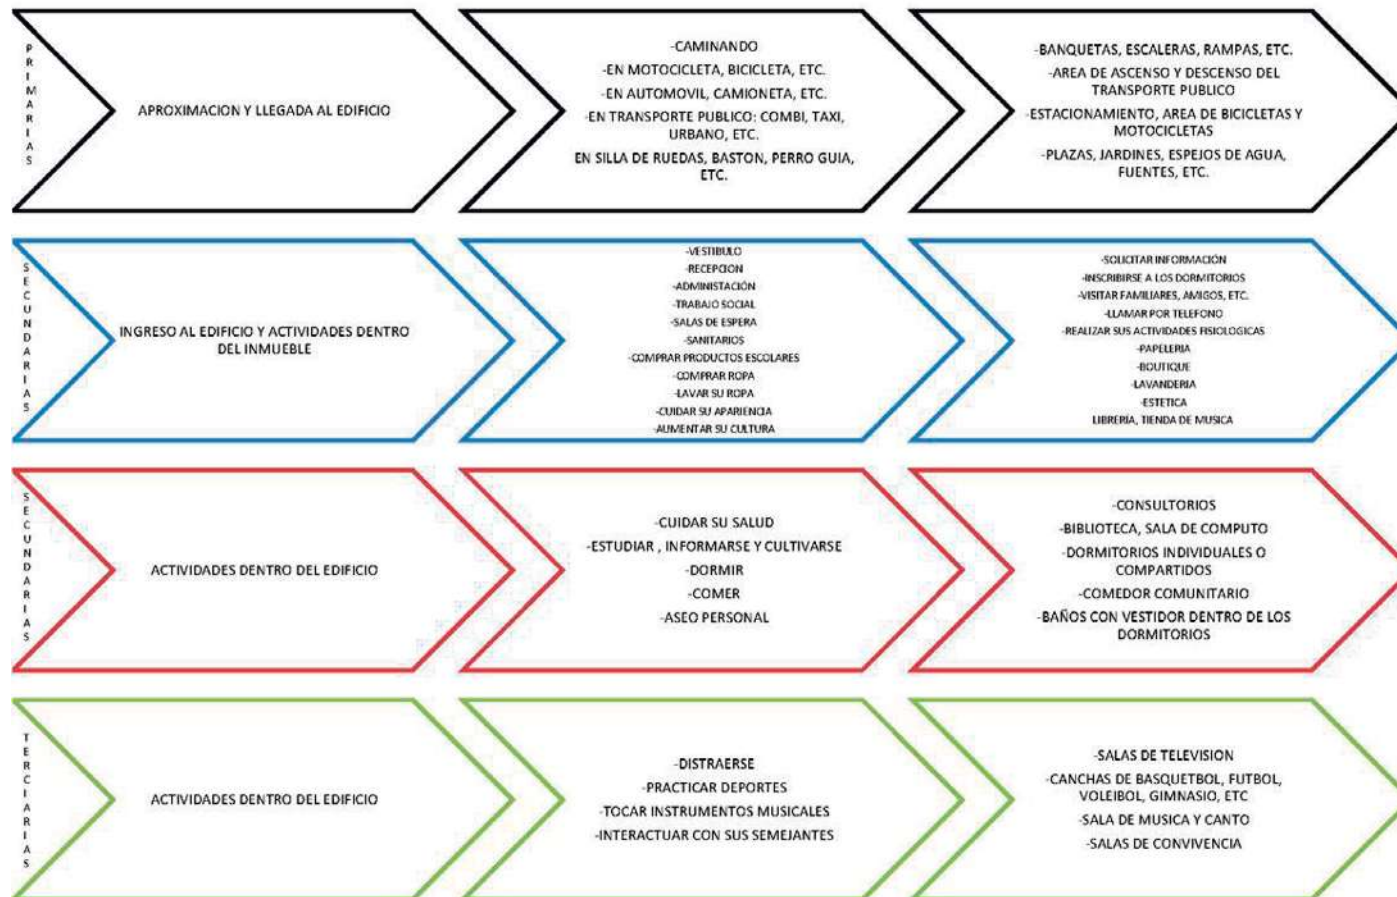 PRIMARIAS
APROXIMACION Y LLEGADA AL EDIFICIO
-CAMINANDO
-EN MOTOCICLETA, BICICLETA, ETC.
-EN AUTOMOVIL, CAMIONETA, ETC.
-EN TRANSPORTE PUBLICO: COMBI, TAXI,
URBANO, ETC.
EN SILLA DE RUEDAS, BASTON, PERRO GUIA,
ETC.
-BANQUETAS, ESCALERAS, RAMPAS, ETC.
-AREA DE ASCENSO Y DESCENSO DEL
TRANSPORTE PUBLICO
-ESTACIONAMIENTO, AREA DE BICICLETAS Y
MOTOCICLETAS
-PLAZAS, JARDINES, ESPEJOS DE AGUA,
FUENTES, ETC.
SECUNDARIAS
INGRESO AL EDIFICIO Y ACTIVIDADES DENTRO
DEL INMUEBLE
-VESTIBULO
-RECEPCION
-ADMINISTACIÓN
-TRABAJO SOCIAL
-SALAS DE ESPERA
-SANITARIOS
-COMPRAR PRODUCTOS ESCOLARES
-COMPRAR ROPA
-LAVAR SU ROPA
-CUIDAR SU APARIENCIA
-AUMENTAR SU CULTURA
-SOLICITAR INFORMACIÓN
-INSCRIBIRSE A LOS DORMITORIOS
-VISITAR FAMILIARES, AMIGOS, ETC.
-LLAMAR POR TELEFONO
-REALIZAR SUS ACTIVIDADES FISIOLOGICAS
-PAPELERIA
-BOUTIQUE
-LAVANDERIA
-ESTETICA
LIBRERÍA, TIENDA DE MUSICA
SECUNDARIAS
ACTIVIDADES DENTRO DEL EDIFICIO
-CUIDAR SU SALUD
-ESTUDIAR , INFORMARSE Y CULTIVARSE
-DORMIR
-COMER
-ASEO PERSONAL
-CONSULTORIOS
-BIBLIOTECA, SALA DE COMPUTO
-DORMITORIOS INDIVIDUALES O
COMPARTIDOS
-COMEDOR COMUNITARIO
-BAÑOS CON VESTIDOR DENTRO DE LOS
DORMITORIOS
TERCIARIAS
ACTIVIDADES DENTRO DEL EDIFICIO
-DISTRAERSE
-PRACTICAR DEPORTES
-TOCAR INSTRUMENTOS MUSICALES
-INTERACTUAR CON SUS SEMEJANTES
-SALAS DE TELEVISION
-CANCHAS DE BASQUETBOL, FUTBOL,
VOLEIBOL, GIMNASIO, ETC
-SALA DE MUSICA Y CANTO
-SALAS DE CONVIVENCIA